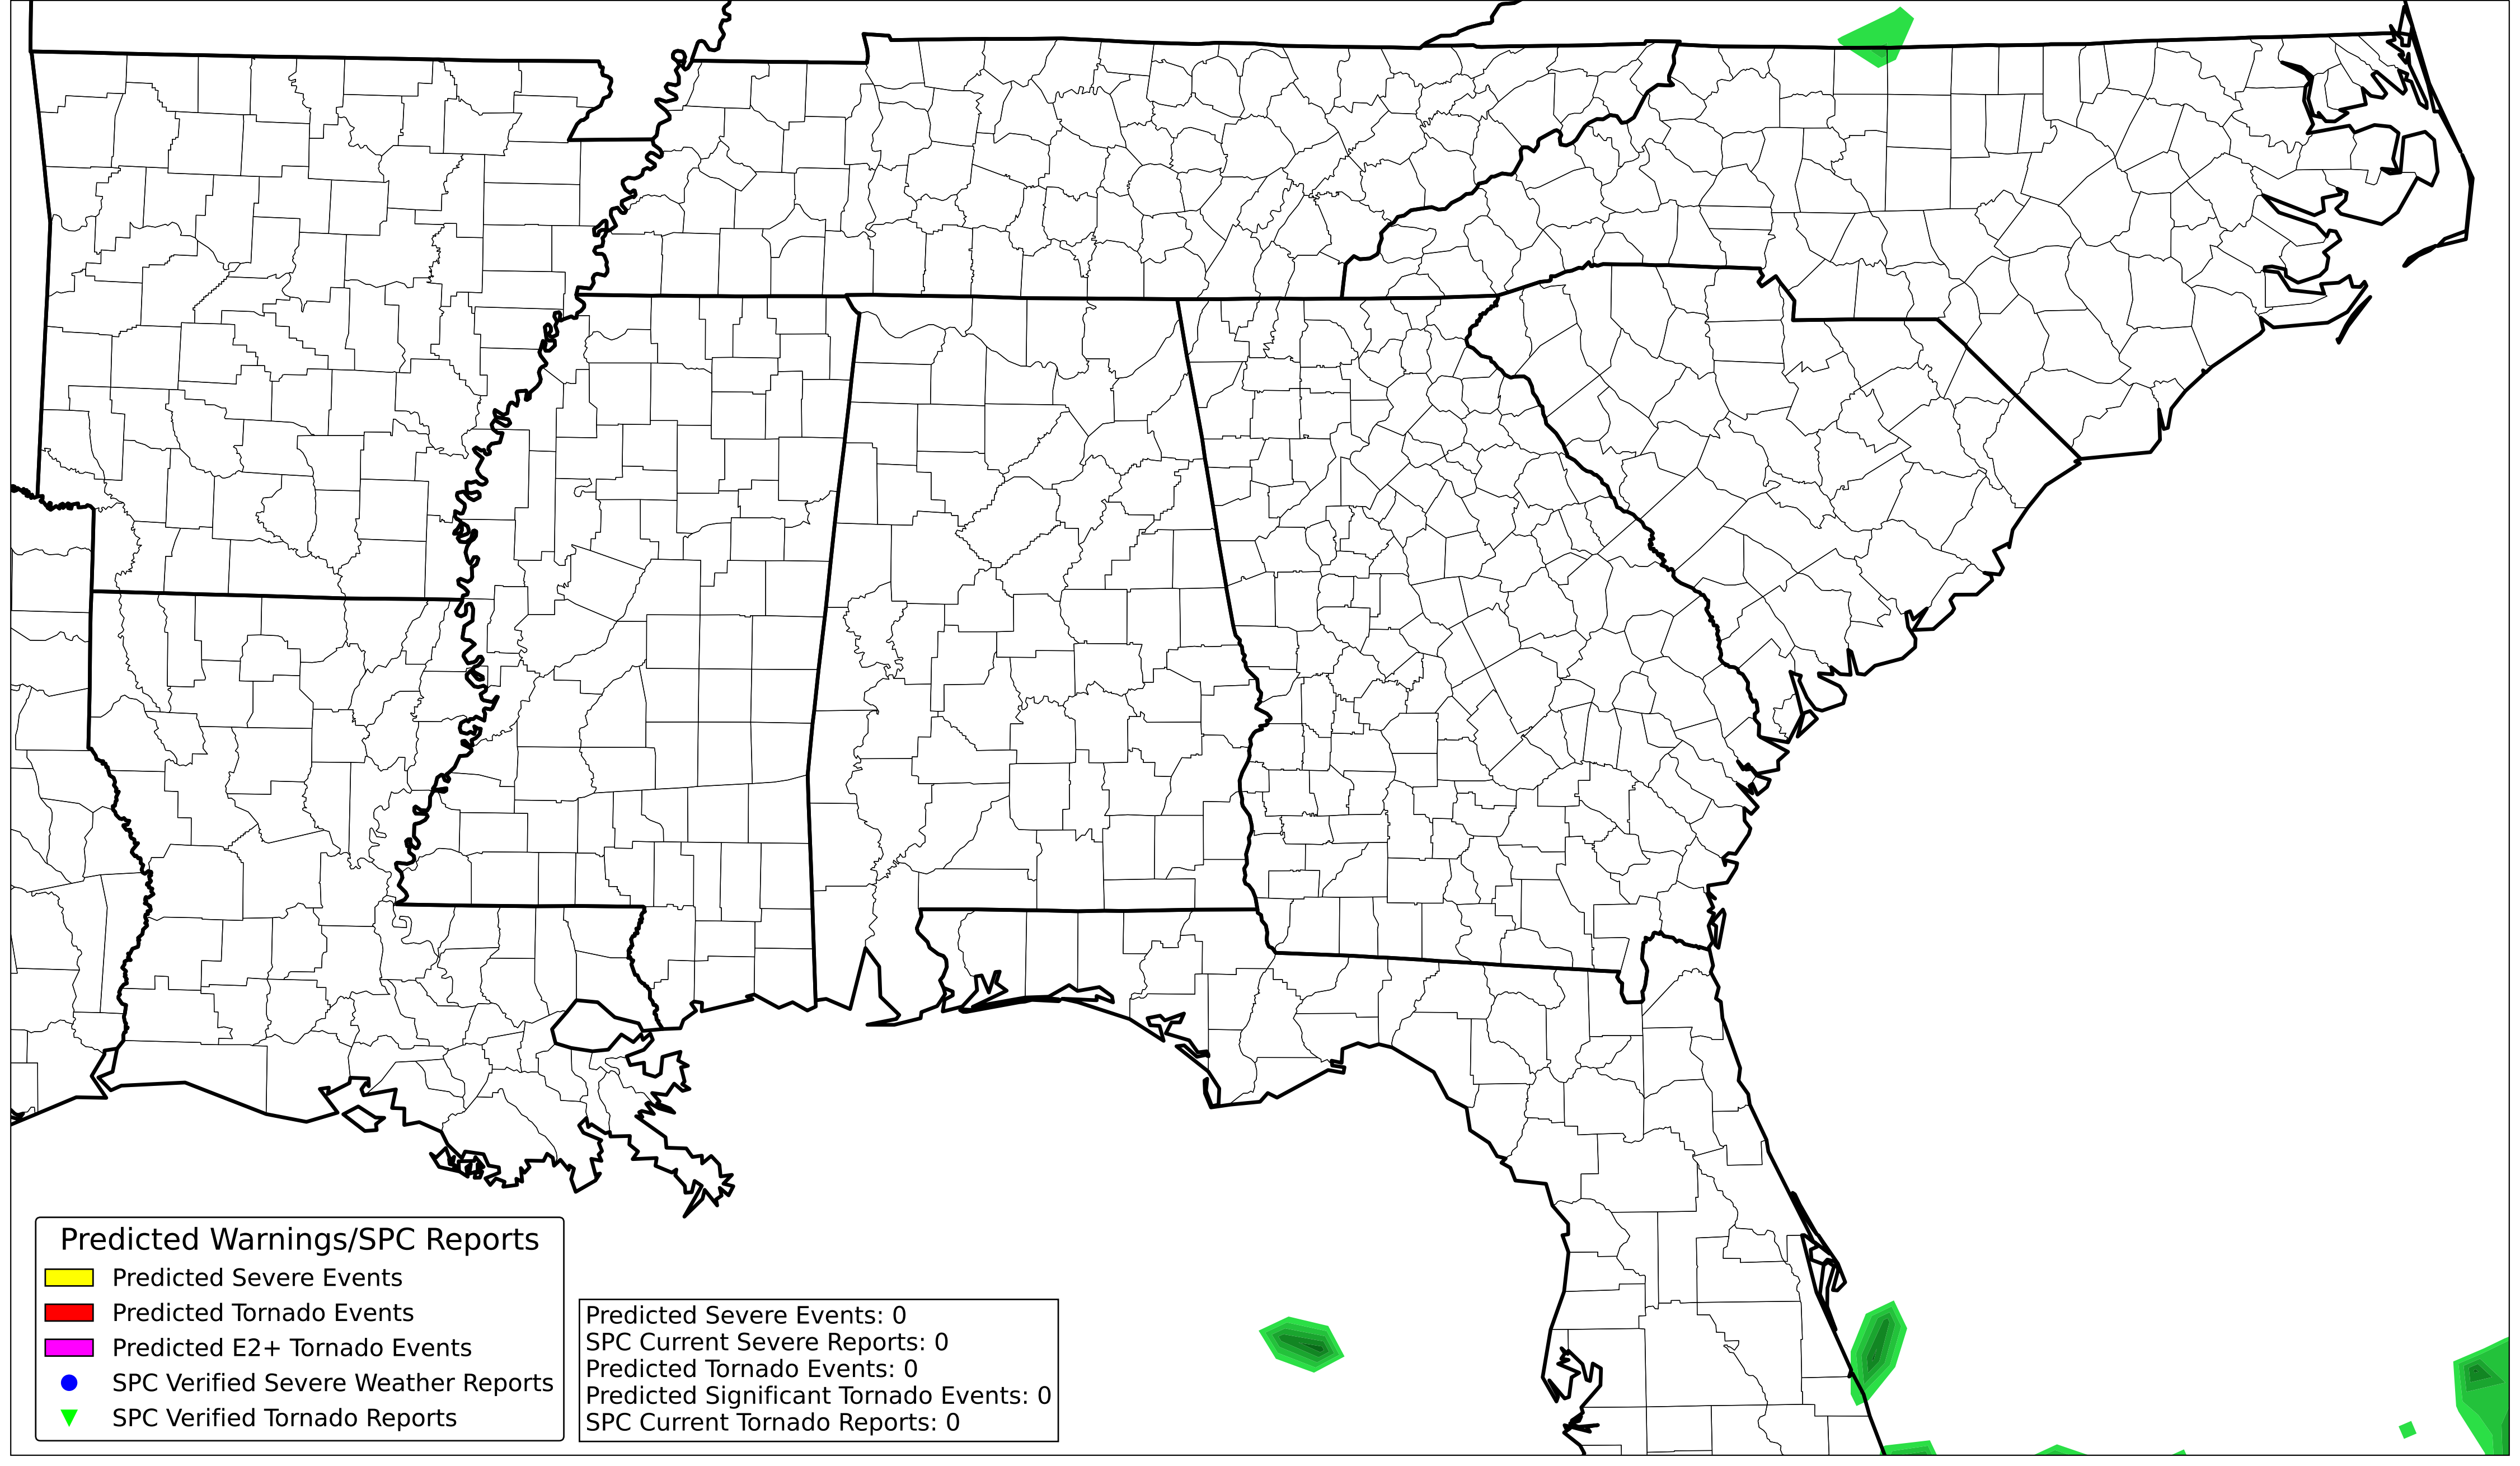 Predicted Warnings/SPC Reports
Predicted Severe Events
Predicted Tornado Events
Predicted E2+ Tornado Events
SPC Verified Severe Weather Reports
SPC Verified Tornado Reports
Predicted Severe Events: 0
SPC Current Severe Reports: 0
Predicted Tornado Events: 0
Predicted Significant Tornado Events: 0
SPC Current Tornado Reports: 0